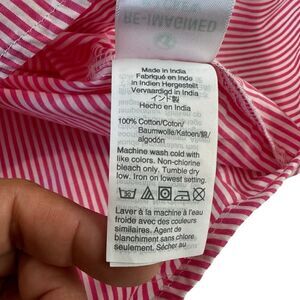 RE-IMAGINED
Made in India
Fabriqué en Inde
In Indien Hergestellt
Vervaardigd in India
インド製
Hecho en India
100% Cotton/Coton/
Baumwolle/Katoen/綿/
algodón
Machine wash cold with
like colors. Non-chlorine
bleach only. Tumble dry
low. Iron on lowest setting.
Laver à la machine à l'eau
froide avec des couleurs
similaires. Agent de
blanchiment sans chlore
seulement. Sécher au